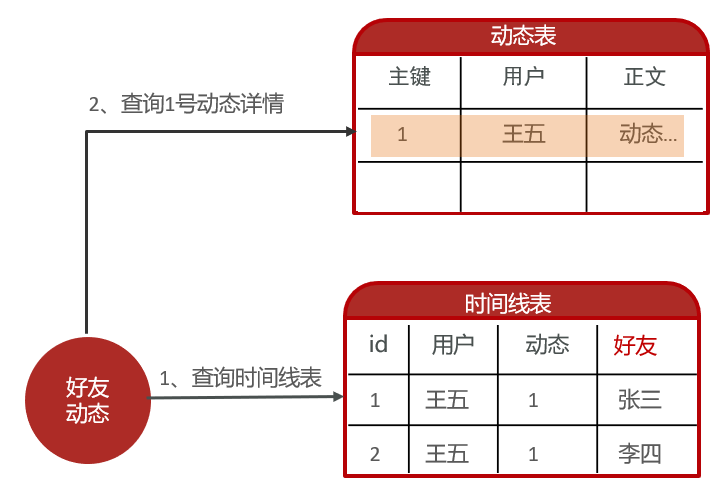 动态表
主键 用户 正文
2、查询1号动态详情
1 王五 动态...
时间线表
id 用户 动态 好友
好友
动态
1、查询时间线表
1 王五 1 张三
2 王五 1 李四